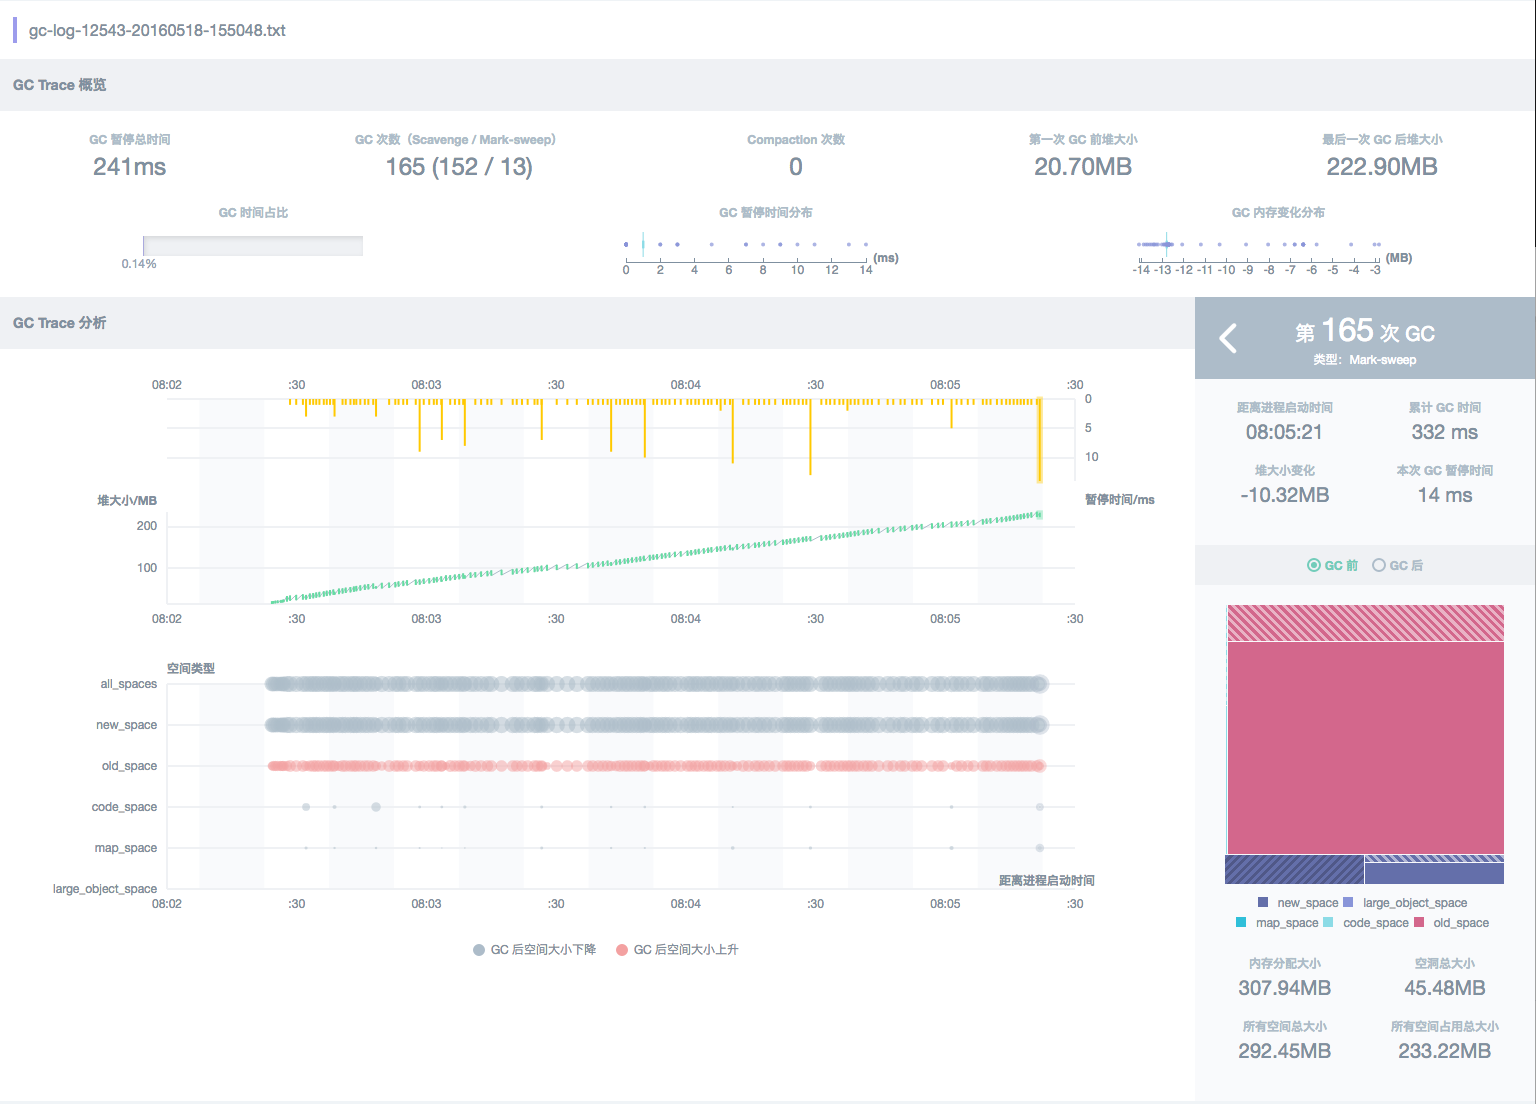 gc-log-12543-20160518-155048.txt
GC Trace 概览
GC 暂停总时间
241ms
GC 次数（Scavenge / Mark-sweep）
165 (152 / 13)
Compaction 次数
0
第一次 GC 前堆大小
20.70MB
最后一次 GC 后堆大小
222.90MB
GC 时间占比
0.14%
GC 暂停时间分布
(ms)
0 2 4 6 8 10 12 14
GC 内存变化分布
(MB)
-14 -13 -12 -11 -10 -9 -8 -7 -6 -5 -4 -3
GC Trace 分析
08:02 :30 08:03 :30 08:04 :30 08:05 :30
0
5
10
堆大小/MB
暂停时间/ms
200
100
08:02 :30 08:03 :30 08:04 :30 08:05 :30
空间类型
all_spaces
new_space
old_space
code_space
map_space
large_object_space
距离进程启动时间
08:02 :30 08:03 :30 08:04 :30 08:05 :30
GC 后空间大小下降 GC 后空间大小上升
第 165 次 GC
类型：Mark-sweep
距离进程启动时间
08:05:21
累计 GC 时间
332 ms
堆大小变化
-10.32MB
本次 GC 暂停时间
14 ms
GC 前 GC 后
new_space large_object_space
map_space code_space old_space
内存分配大小
307.94MB
空洞总大小
45.48MB
所有空间总大小
292.45MB
所有空间占用总大小
233.22MB